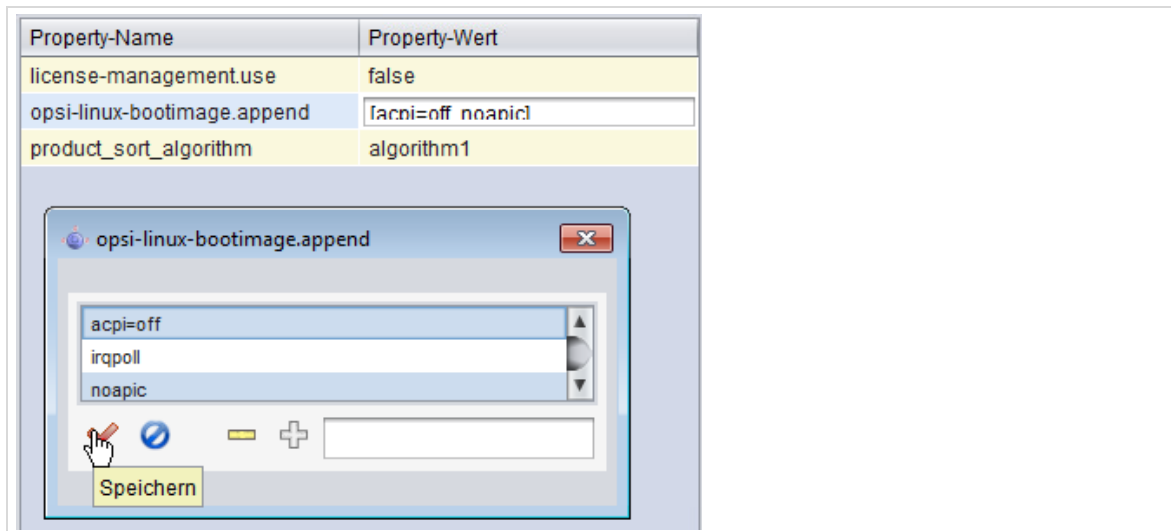 Property-Name Property-Wert
license-management.use false
opsi-linux-bootimage.append [acpi=off noapic]
product_sort_algorithm algorithm1
opsi-linux-bootimage.append
acpi=off
irqpoll
noapic
Speichern